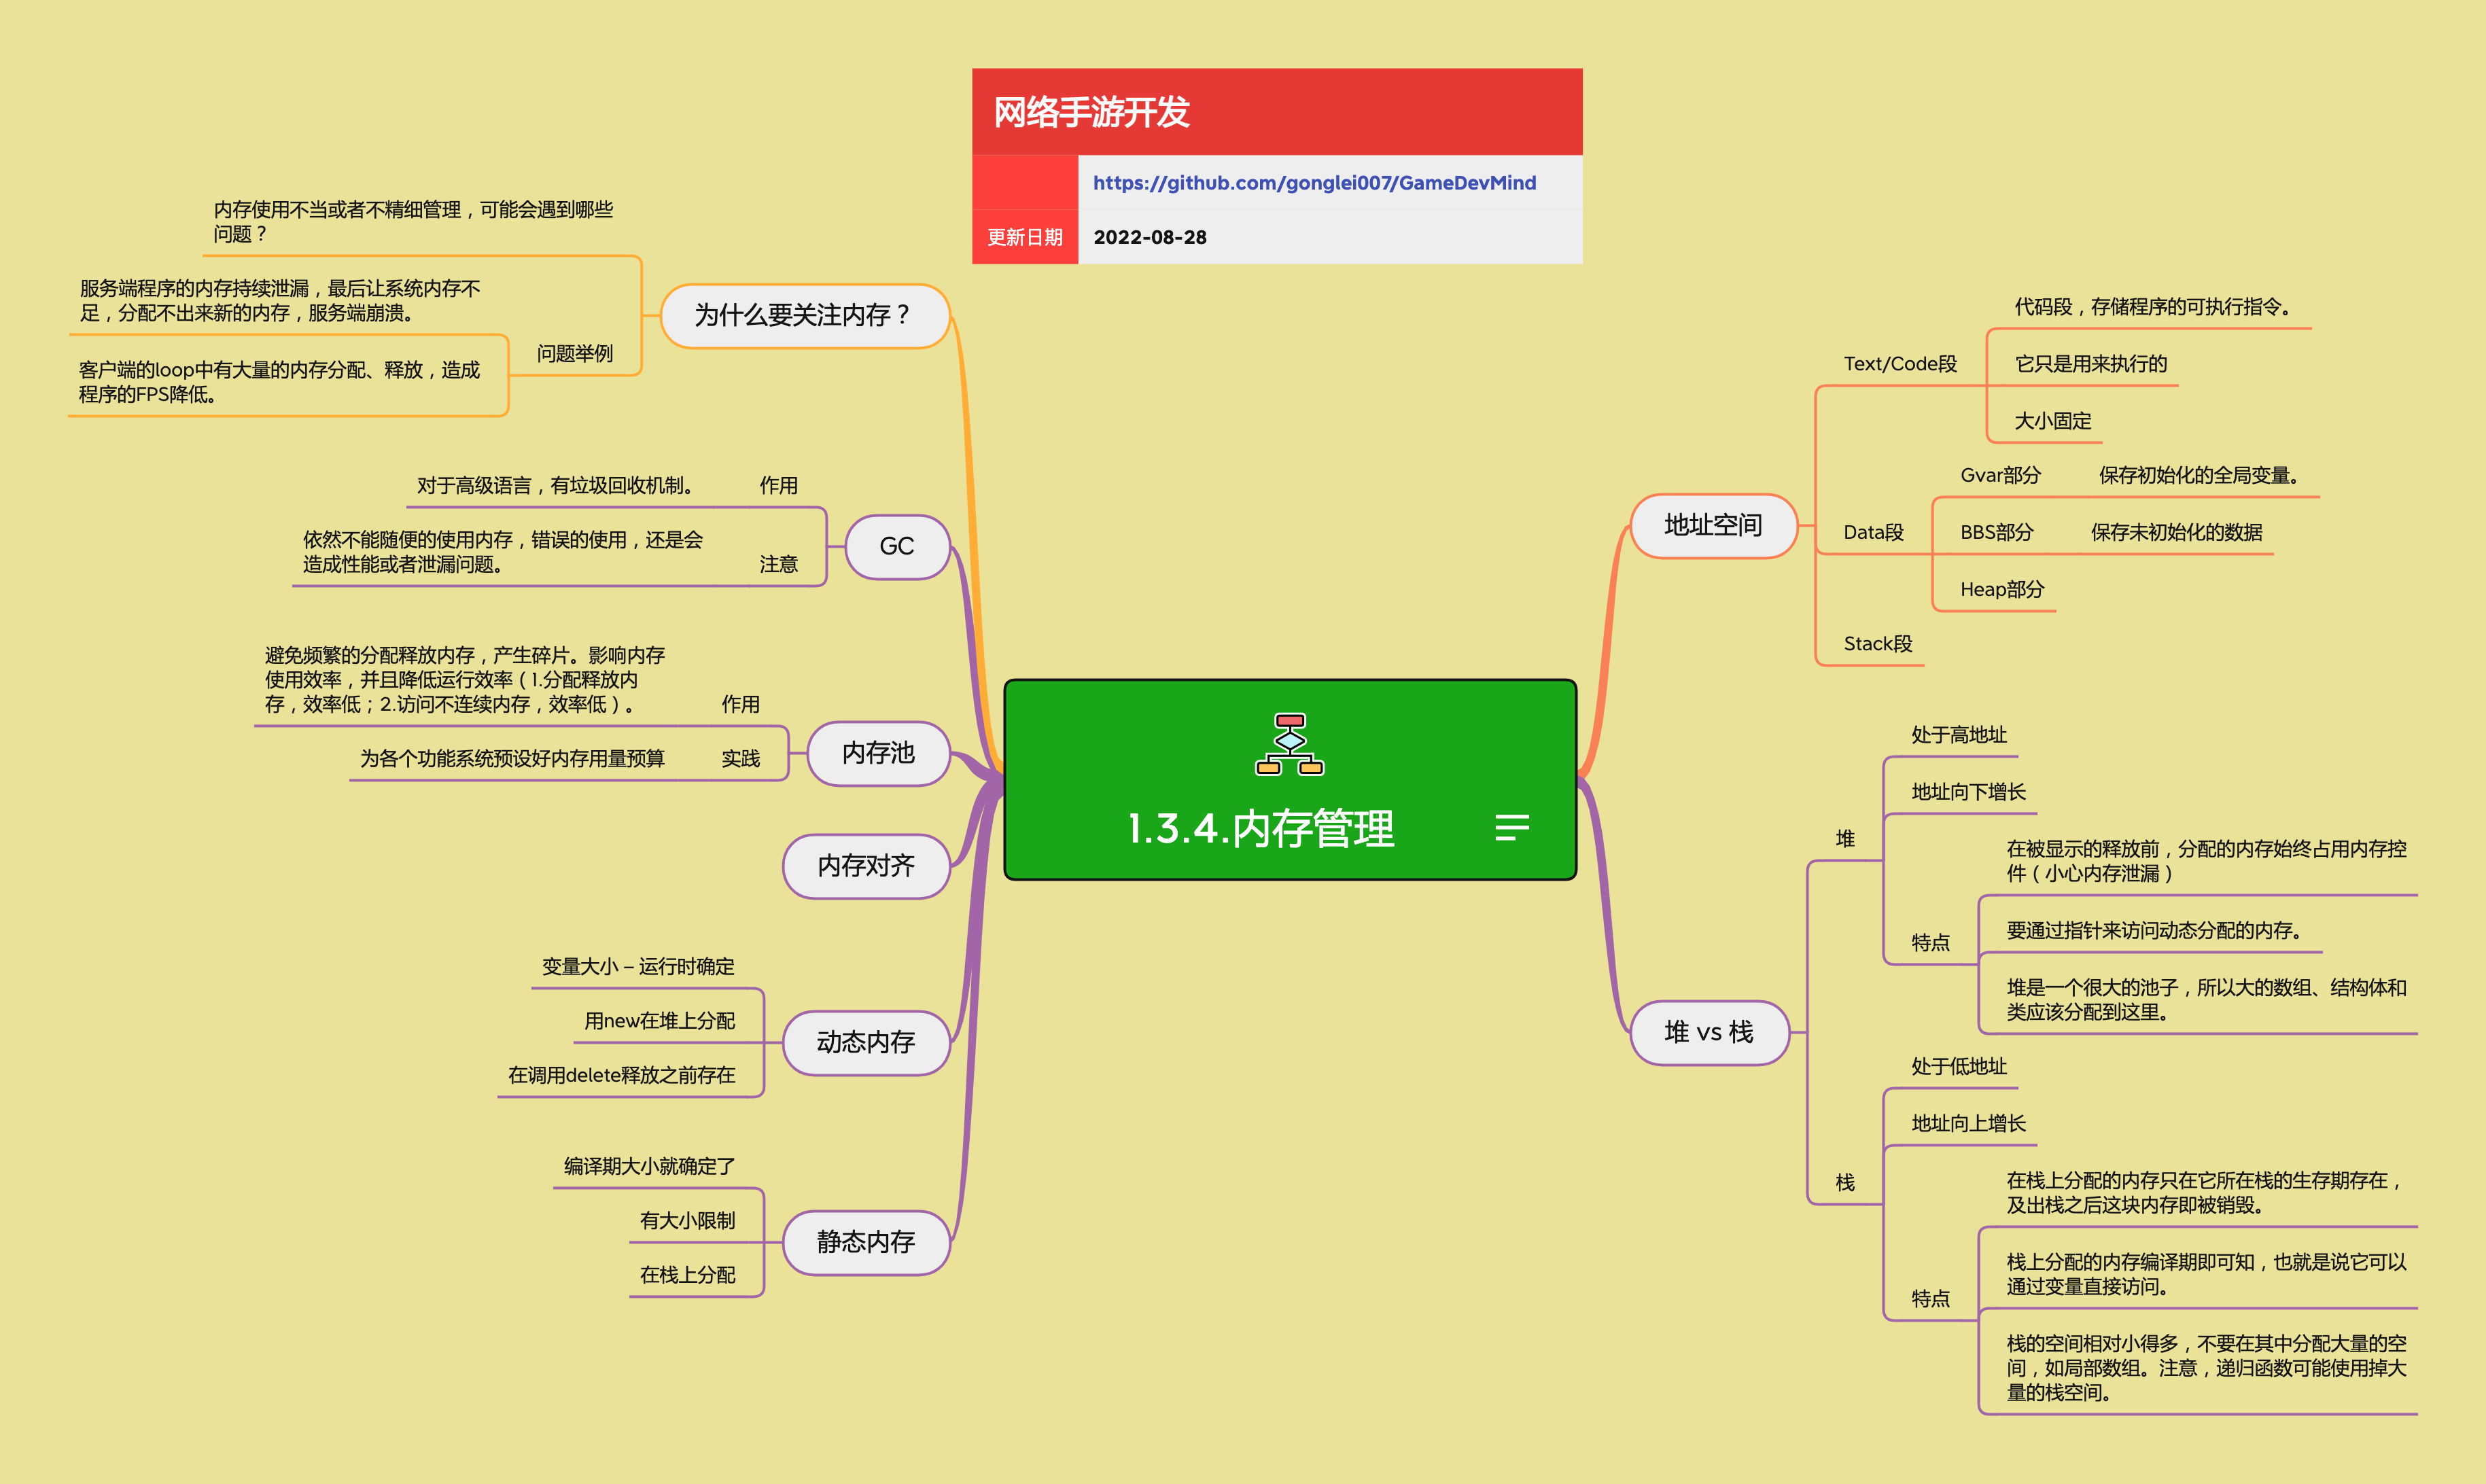 网络手游开发
https://github.com/gonglei007/GameDevMind
更新日期
2022-08-28
1.3.4.内存管理
为什么要关注内存？
内存使用不当或者不精细管理，可能会遇到哪些
问题？
问题举例
服务端程序的内存持续泄漏，最后让系统内存不
足，分配不出来新的内存，服务端崩溃。
客户端的loop中有大量的内存分配、释放，造成
程序的FPS降低。
GC
作用
对于高级语言，有垃圾回收机制。
注意
依然不能随便的使用内存，错误的使用，还是会
造成性能或者泄漏问题。
内存池
作用
避免频繁的分配释放内存，产生碎片。影响内存
使用效率，并且降低运行效率（1.分配释放内
存，效率低；2.访问不连续内存，效率低）。
实践
为各个功能系统预设好内存用量预算
内存对齐
动态内存
变量大小 – 运行时确定
用new在堆上分配
在调用delete释放之前存在
静态内存
编译期大小就确定了
有大小限制
在栈上分配
地址空间
Text/Code段
代码段，存储程序的可执行指令。
它只是用来执行的
大小固定
Data段
Gvar部分
保存初始化的全局变量。
BBS部分
保存未初始化的数据
Heap部分
Stack段
堆 vs 栈
堆
处于高地址
地址向下增长
特点
在被显示的释放前，分配的内存始终占用内存控
件（小心内存泄漏）
要通过指针来访问动态分配的内存。
堆是一个很大的池子，所以大的数组、结构体和
类应该分配到这里。
栈
处于低地址
地址向上增长
特点
在栈上分配的内存只在它所在栈的生存期存在，
及出栈之后这块内存即被销毁。
栈上分配的内存编译期即可知，也就是说它可以
通过变量直接访问。
栈的空间相对小得多，不要在其中分配大量的空
间，如局部数组。注意，递归函数可能使用掉大
量的栈空间。